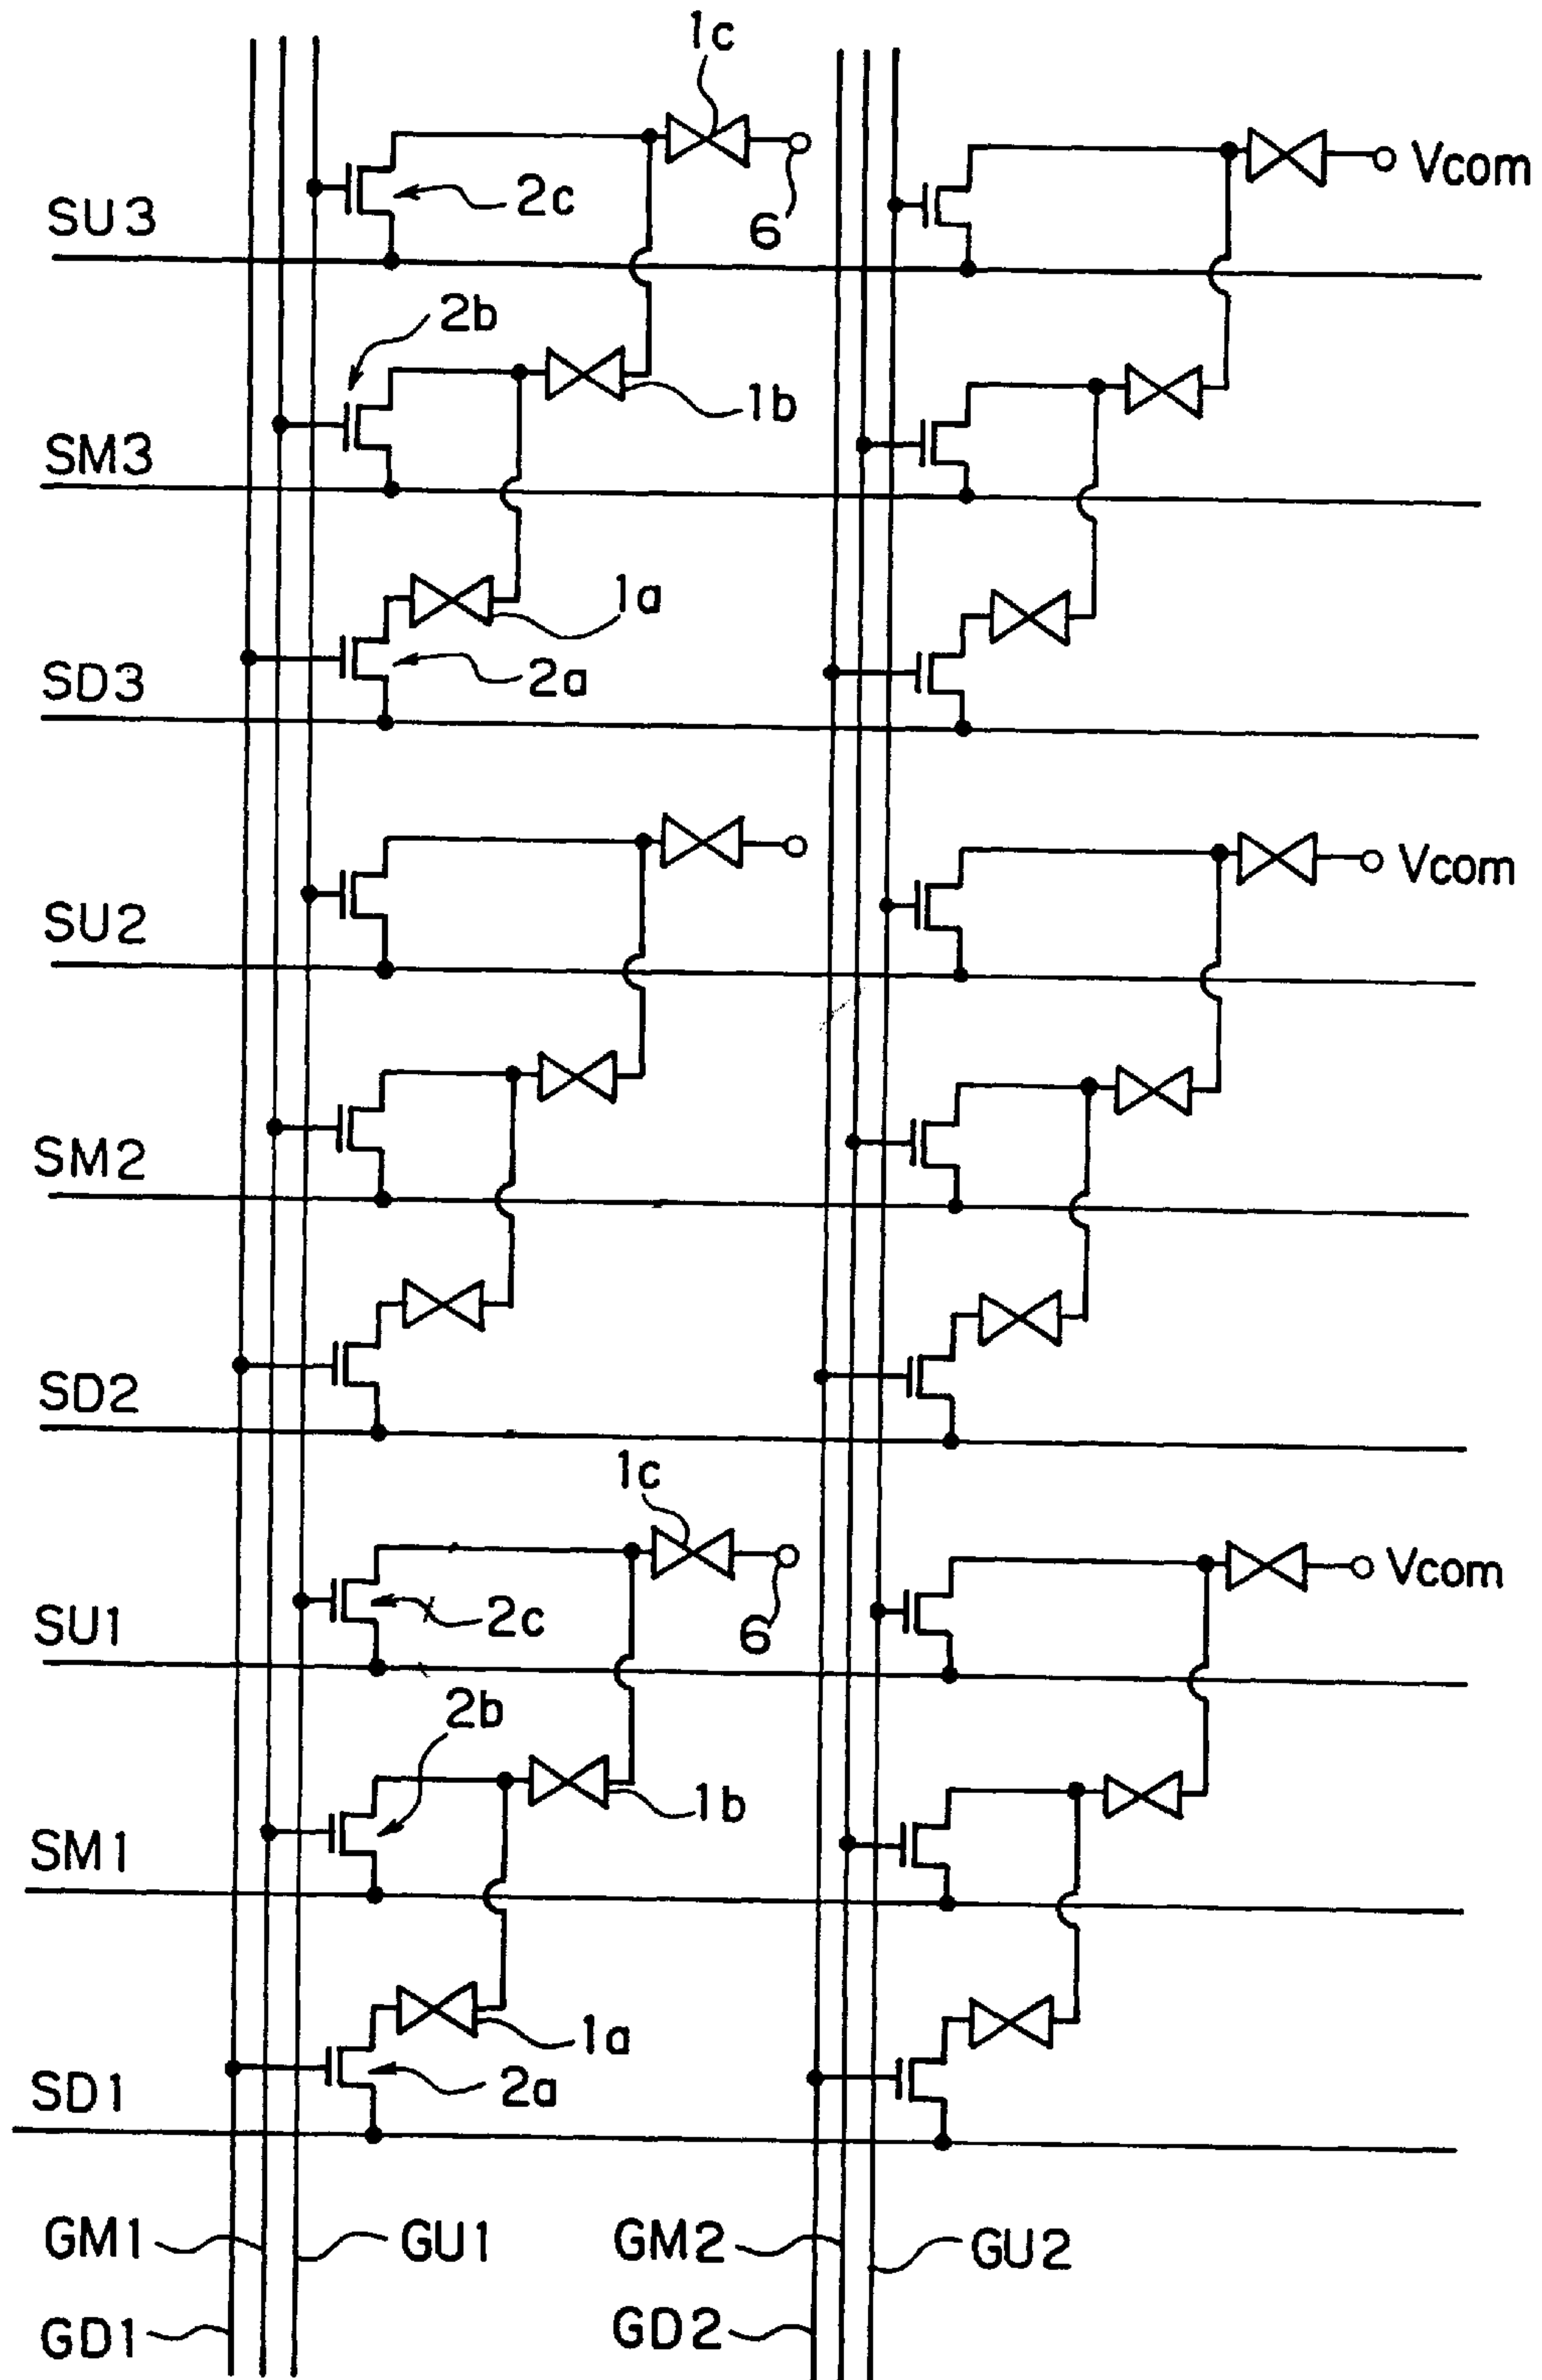 1c
2c
6
Vcom
SU3
2b
1b
SM3
1a
2a
SD3
Vcom
SU2
SM2
SD2
1c
Vcom
2c
6
SU1
2b
1b
SM1
1a
2a
SD1
GM1
GU1
GM2
GU2
GD1
GD2